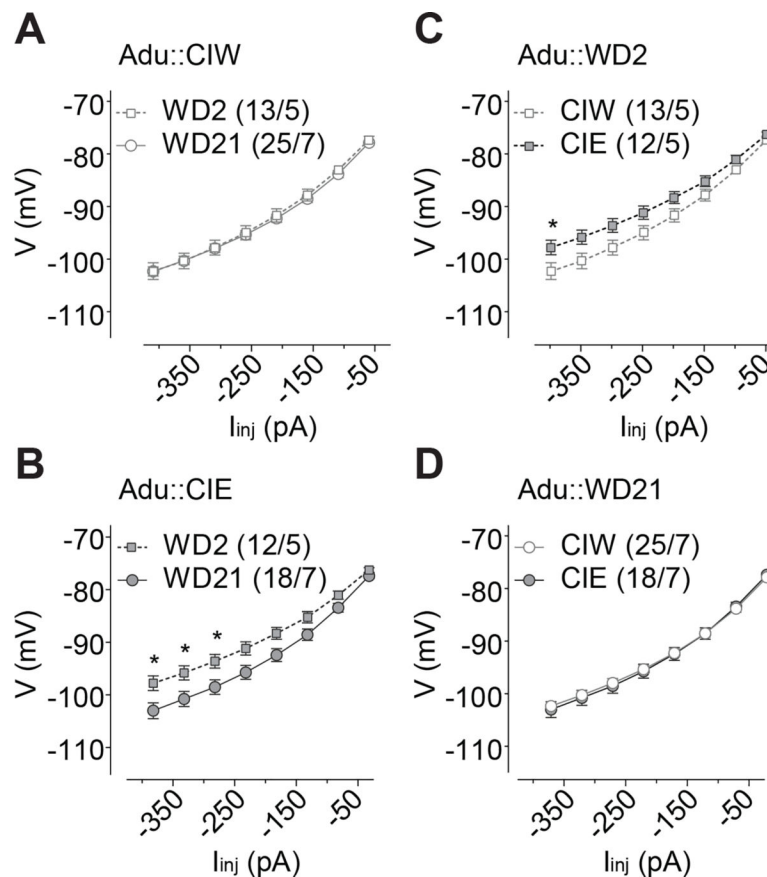 A
Adu::CIW
-70
WD2 (13/5)
WD21 (25/7)
-80
-90
-100
-110
V (mV)
-350
-250
-150
-50
Iinj (pA)
C
Adu::WD2
-70
CIW (13/5)
CIE (12/5)
-80
-90
*
-100
-110
V (mV)
-350
-250
-150
-50
Iinj (pA)
B
Adu::CIE
-70
WD2 (12/5)
WD21 (18/7)
-80
-90
* * *
-100
-110
V (mV)
-350
-250
-150
-50
Iinj (pA)
D
Adu::WD21
-70
CIW (25/7)
CIE (18/7)
-80
-90
-100
-110
V (mV)
-350
-250
-150
-50
Iinj (pA)